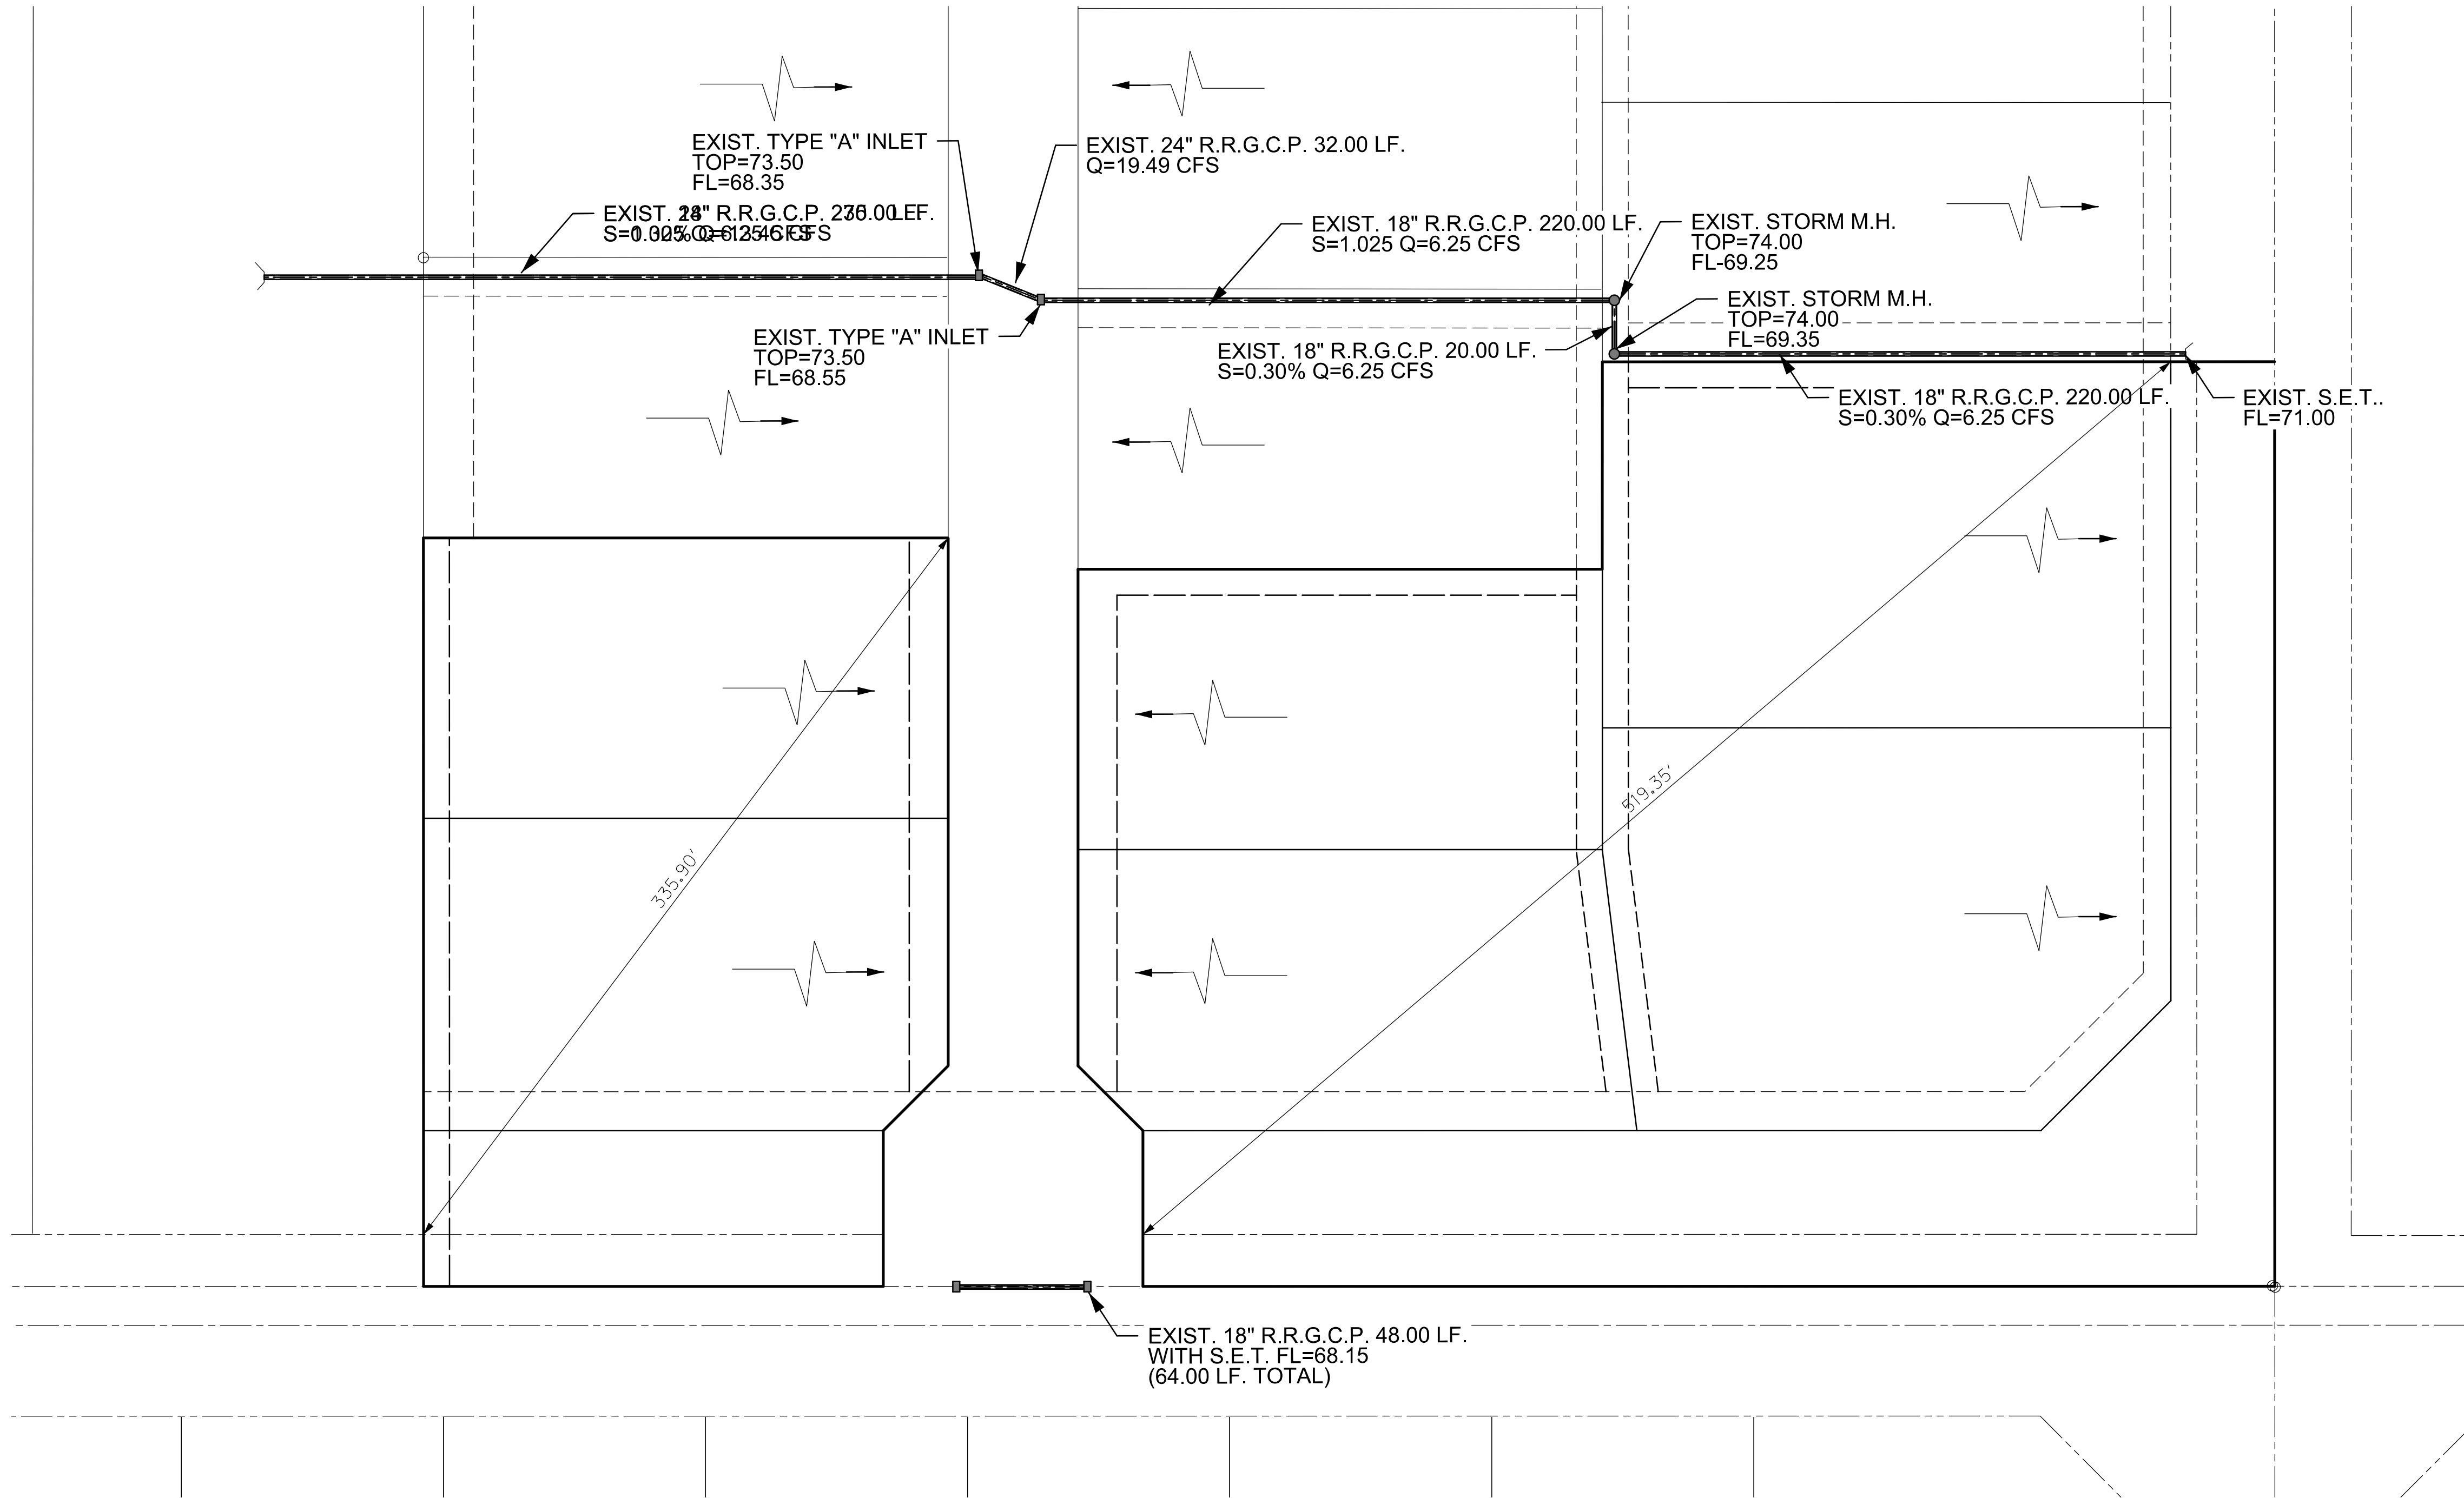 EXIST. TYPE "A" INLET
TOP=73.50
FL=68.35
EXIST. 24" R.R.G.C.P. 32.00 LF.
Q=19.49 CFS
EXIST. R.R.G.C.P.
EXIST. 18" R.R.G.C.P. 220.00 LF.
S=1.025 Q=6.25 CFS
EXIST. STORM M.H.
TOP=74.00
FL-69.25
EXIST. STORM M.H.
TOP=74.00
FL=69.35
EXIST. TYPE "A" INLET
TOP=73.50
FL=68.55
EXIST. 18" R.R.G.C.P. 20.00 LF.
S=0.30% Q=6.25 CFS
EXIST. 18" R.R.G.C.P. 220.00 LF.
S=0.30% Q=6.25 CFS
EXIST. S.E.T..
FL=71.00
335.90'
519.35'
EXIST. 18" R.R.G.C.P. 48.00 LF.
WITH S.E.T. FL=68.15
(64.00 LF. TOTAL)